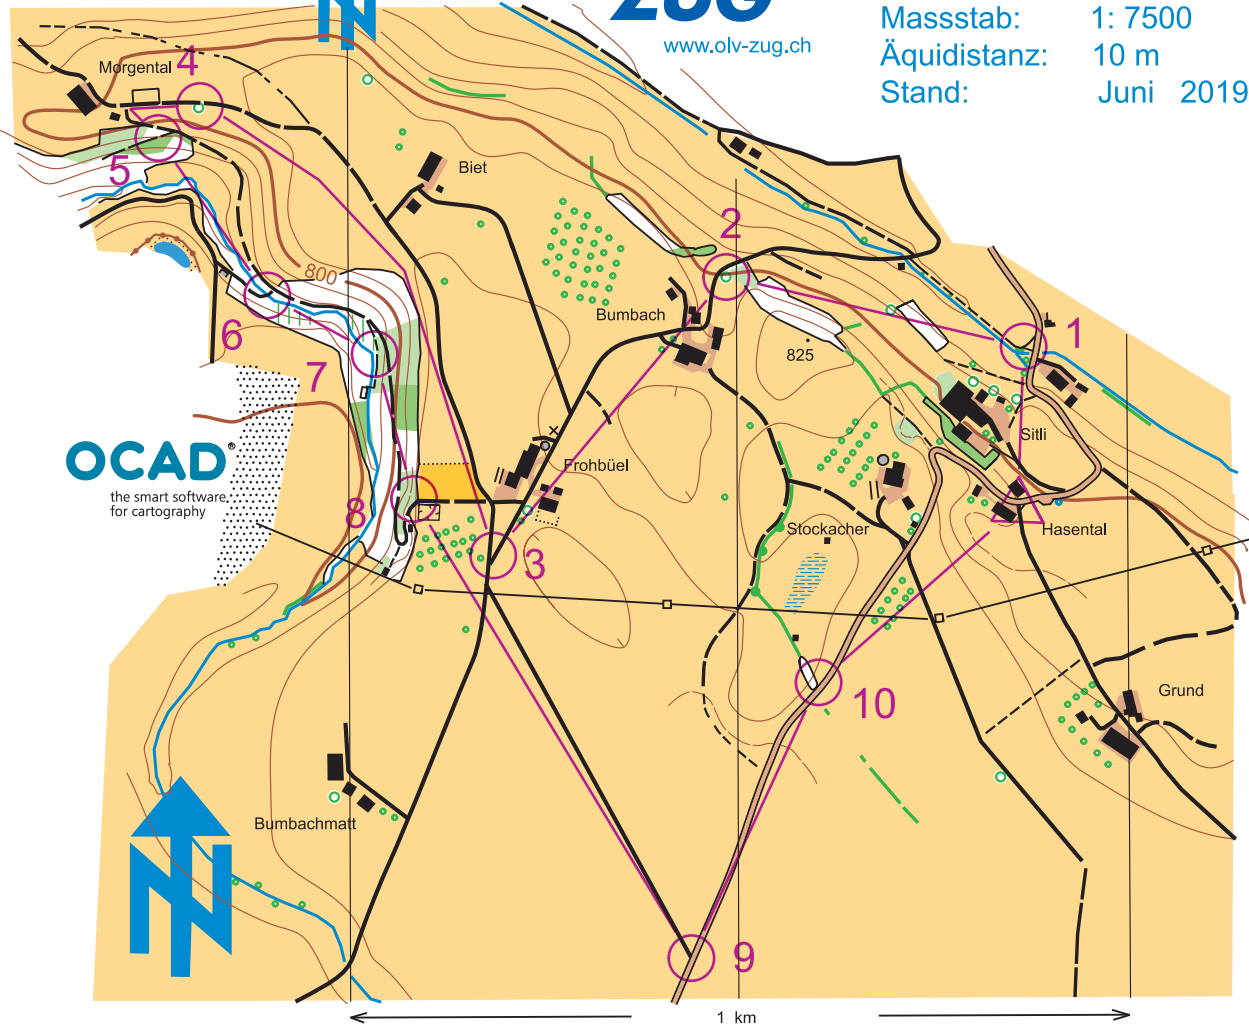 ZUG
www.olv-zug.ch
Massstab: 1: 7500
Äquidistanz: 10 m
Stand: Juni 2019
Morgental
4
5
Biet
2
800
6
Bumbach
1
7
825
Sitli
OCAD®
the smart software
for cartography
Frohbüel
8
Stockacher
Hasental
3
10
Grund
Bumbachmatt
9
1 km
N
N